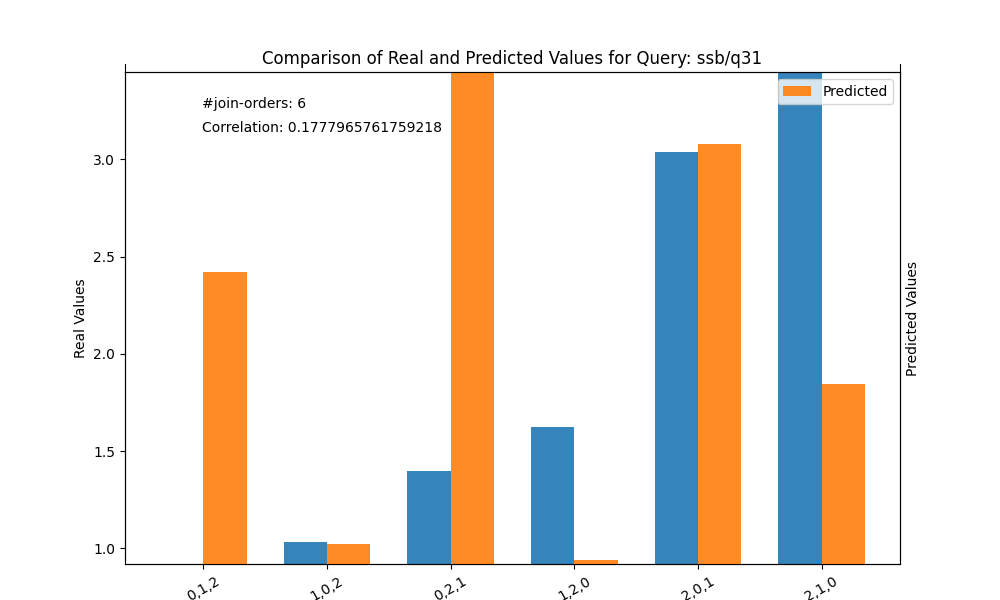 Comparison of Real and Predicted Values for Query: ssb/q31
#join-orders: 6
Correlation: 0.1777965761759218
Predicted
3.0
2.5
2.0
1.5
1.0
Real Values
Predicted Values
0,1,2
1,0,2
0,2,1
1,2,0
2,0,1
2,1,0